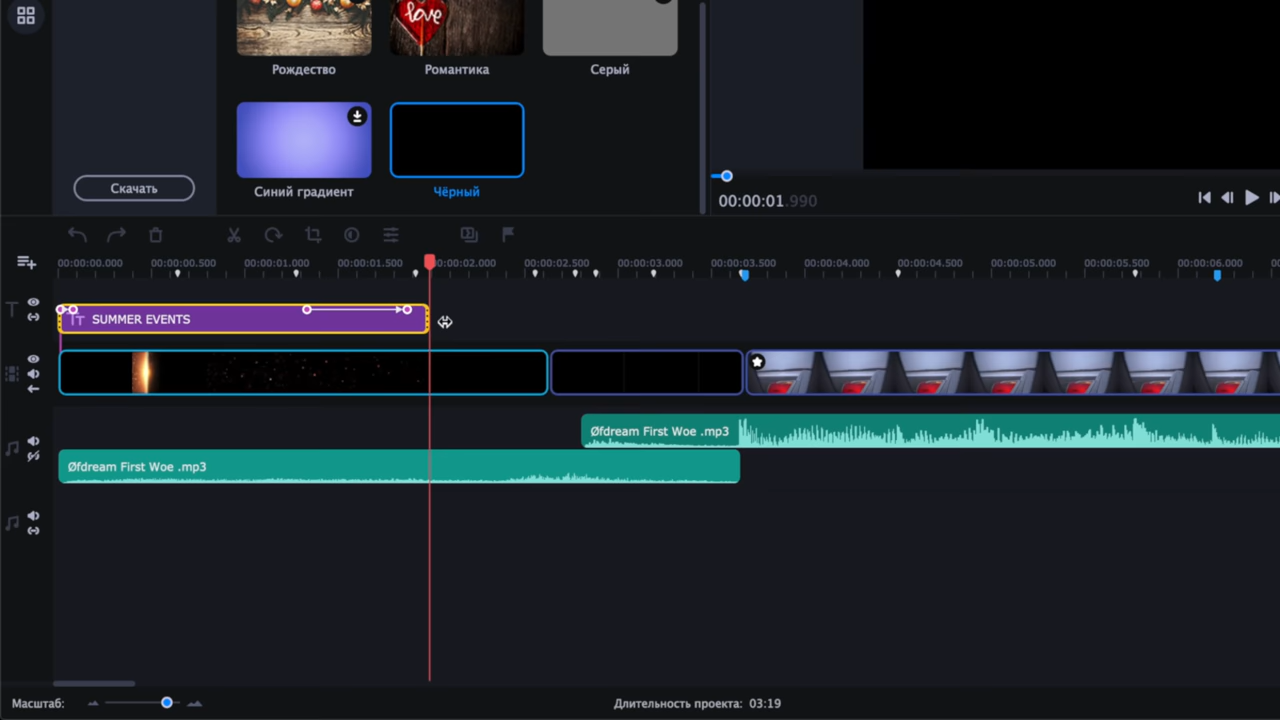 love
Рождество
Романтика
Серый
Скачать
Синий градиент
Чёрный
00:00:01.990
00:00:00.000 00:00:00.500 00:00:01.000 00:00:01.500 00:00:02.000 00:00:02.500 00:00:03.000 00:00:03.500 00:00:04.000 00:00:04.500 00:00:05.000 00:00:05.500 00:00:06.000
SUMMER EVENTS
Øfdream First Woe .mp3
Øfdream First Woe .mp3
Масштаб:
Длительность проекта: 03:19